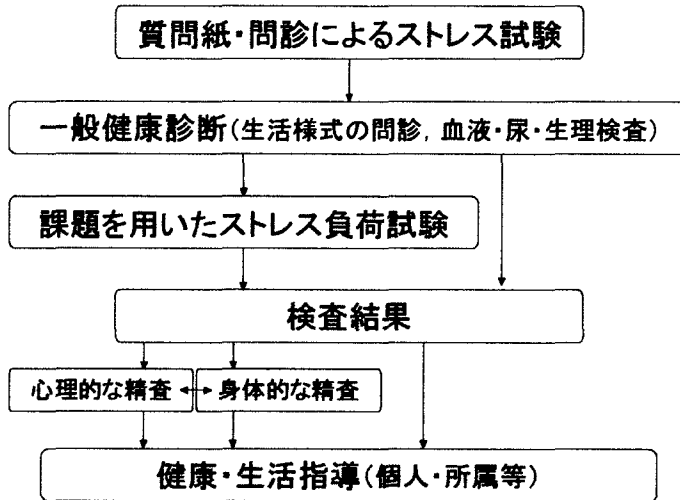 質問紙・問診によるストレス試験
一般健康診断(生活様式の問診, 血液・尿・生理検査)
課題を用いたストレス負荷試験
検査結果
心理的な精査
身体的な精査
健康・生活指導(個人・所属等)